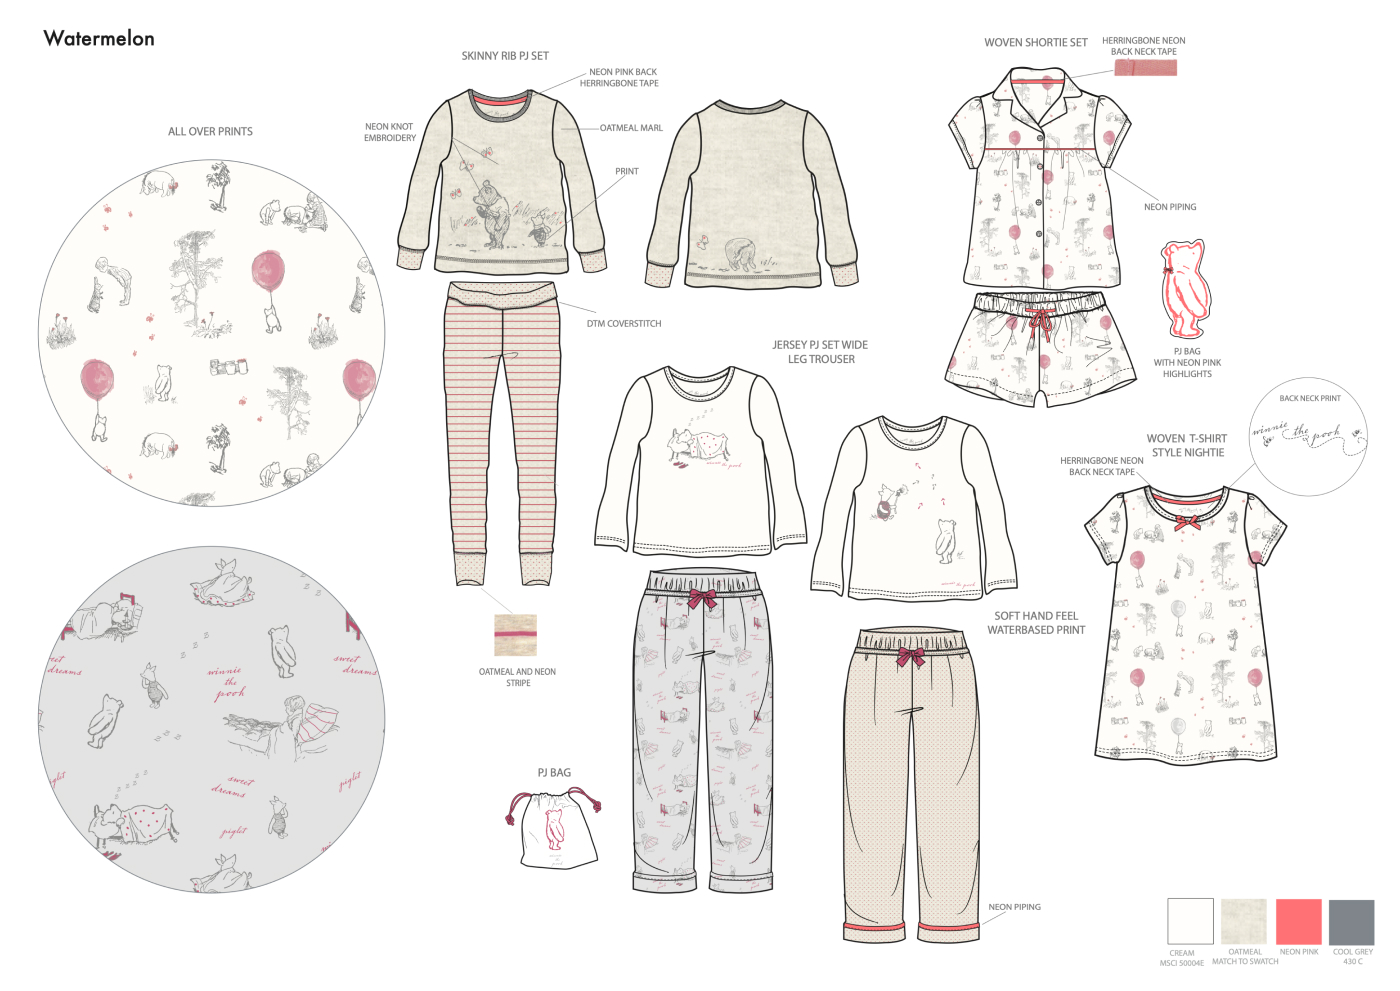 Watermelon
SKINNY RIB PJ SET
NEON PINK BACK
HERRINGBONE TAPE
NEON KNOT
EMBROIDERY
OATMEAL MARL
PRINT
DTM COVERSTITCH
OATMEAL AND NEON
STRIPE
ALL OVER PRINTS
winnie
the
pooh
sweet
dreams
sweet
dreams
piglet
piglet
JERSEY PJ SET WIDE
LEG TROUSER
winnie the pooh
PJ BAG
SOFT HAND FEEL
WATERBASED PRINT
NEON PIPING
WOVEN SHORTIE SET
HERRINGBONE NEON
BACK NECK TAPE
NEON PIPING
PJ BAG
WITH NEON PINK
HIGHLIGHTS
BACK NECK PRINT
winnie the pooh
WOVEN T-SHIRT
STYLE NIGHTIE
HERRINGBONE NEON
BACK NECK TAPE
CREAM
MSCI 50004E
OATMEAL
MATCH TO SWATCH
NEON PINK
COOL GREY
430 C